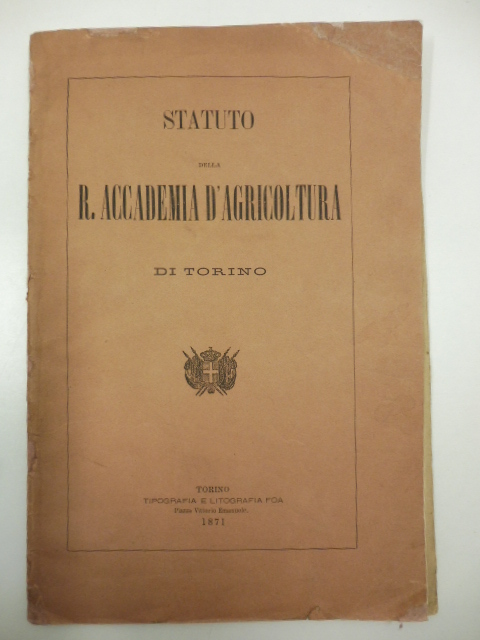 STATUTO
DELLA
R. ACCADEMIA D'AGRICOLTURA
DI TORINO
TORINO
TIPOGRAFIA E LITOGRAFIA FOA
Piazza Vittorio Emanuele.
1871